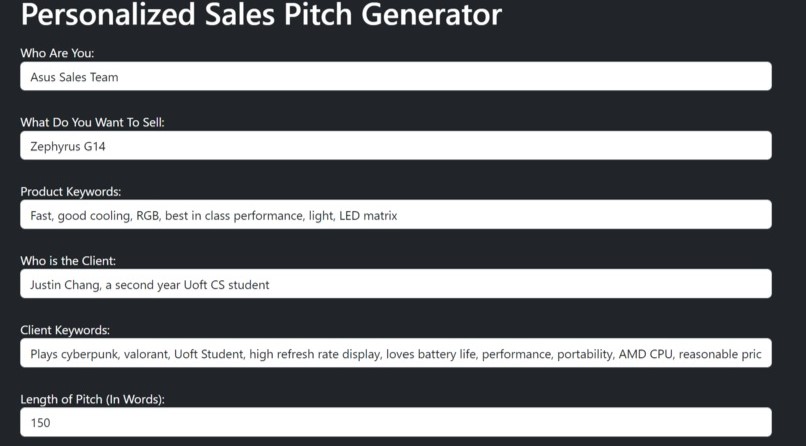 Personalized Sales Pitch Generator
Who Are You:
Asus Sales Team
What Do You Want To Sell:
Zephyrus G14
Product Keywords:
Fast, good cooling, RGB, best in class performance, light, LED matrix
Who is the Client:
Justin Chang, a second year Uoft CS student
Client Keywords:
Plays cyberpunk, valorant, Uoft Student, high refresh rate display, loves battery life, performance, portability, AMD CPU, reasonable pric
Length of Pitch (In Words):
150